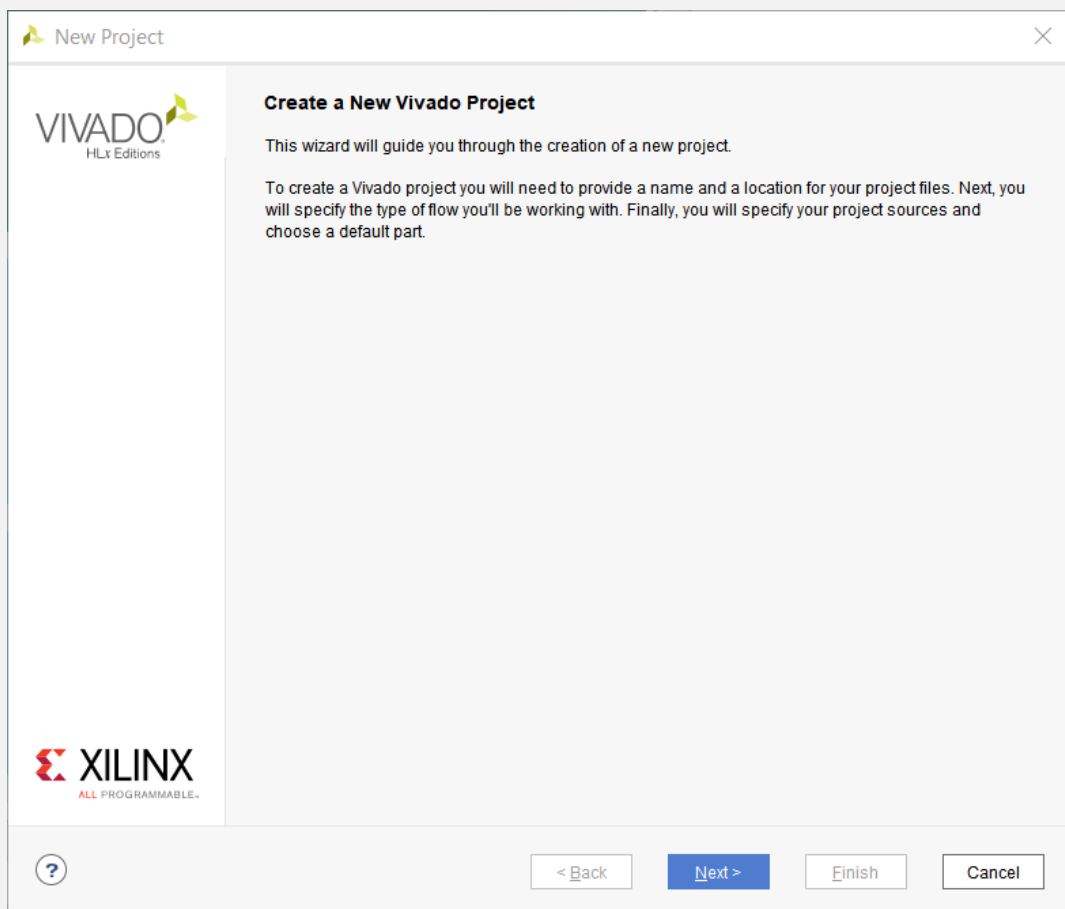 New Project
VIVADO
HLx Editions
Create a New Vivado Project
This wizard will guide you through the creation of a new project.
To create a Vivado project you will need to provide a name and a location for your project files. Next, you
will specify the type of flow you'll be working with. Finally, you will specify your project sources and
choose a default part.
XILINX
ALL PROGRAMMABLE™
?
< Back
Next >
Finish
Cancel